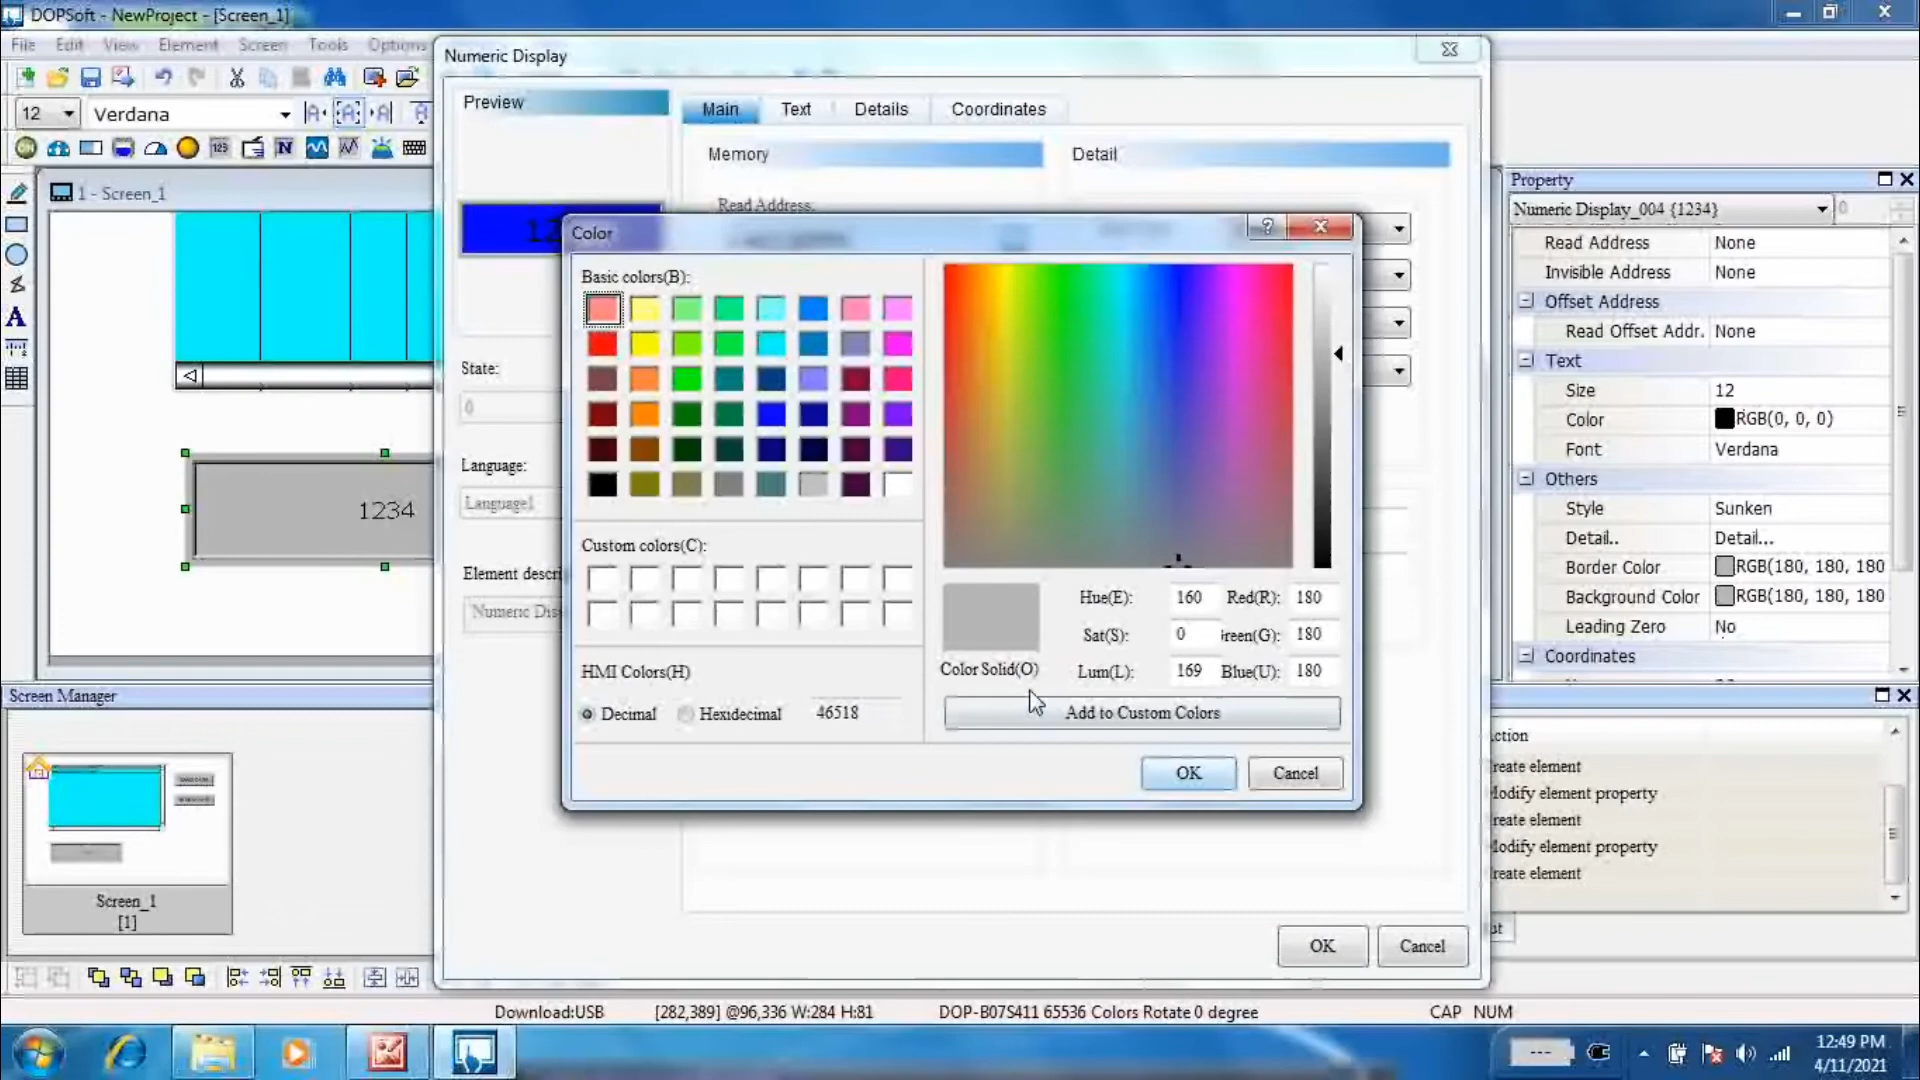 DOPSoft - NewProject - [Screen_1]
File Edit View Element Screen Tools Options
12 Verdana
1 - Screen_1
1234
Screen Manager
Screen_1
[1]
Numeric Display
Preview
Main Text Details Coordinates
Memory Detail
Read Address:
State:
0
Language:
Language1
Element descri
Numeric Dis
Color
Basic colors(B):
Custom colors(C):
HMI Colors(H)
Decimal Hexidecimal 46518
Color Solid(O)
Hue(E): 160 Red(R): 180
Sat(S): 0 reen(G): 180
Lum(L): 169 Blue(U): 180
Add to Custom Colors
OK Cancel
OK Cancel
Property
Numeric Display_004 {1234} 0
Read Address None
Invisible Address None
Offset Address
Read Offset Addr. None
Text
Size 12
Color RGB(0, 0, 0)
Font Verdana
Others
Style Sunken
Detail.. Detail...
Border Color RGB(180, 180, 180
Background Color RGB(180, 180, 180
Leading Zero No
Coordinates
ction
reate element
Modify element property
reate element
Modify element property
reate element
Download:USB [282,389] @96,336 W:284 H:81 DOP-B07S411 65536 Colors Rotate 0 degree CAP NUM
12:49 PM
4/11/2021